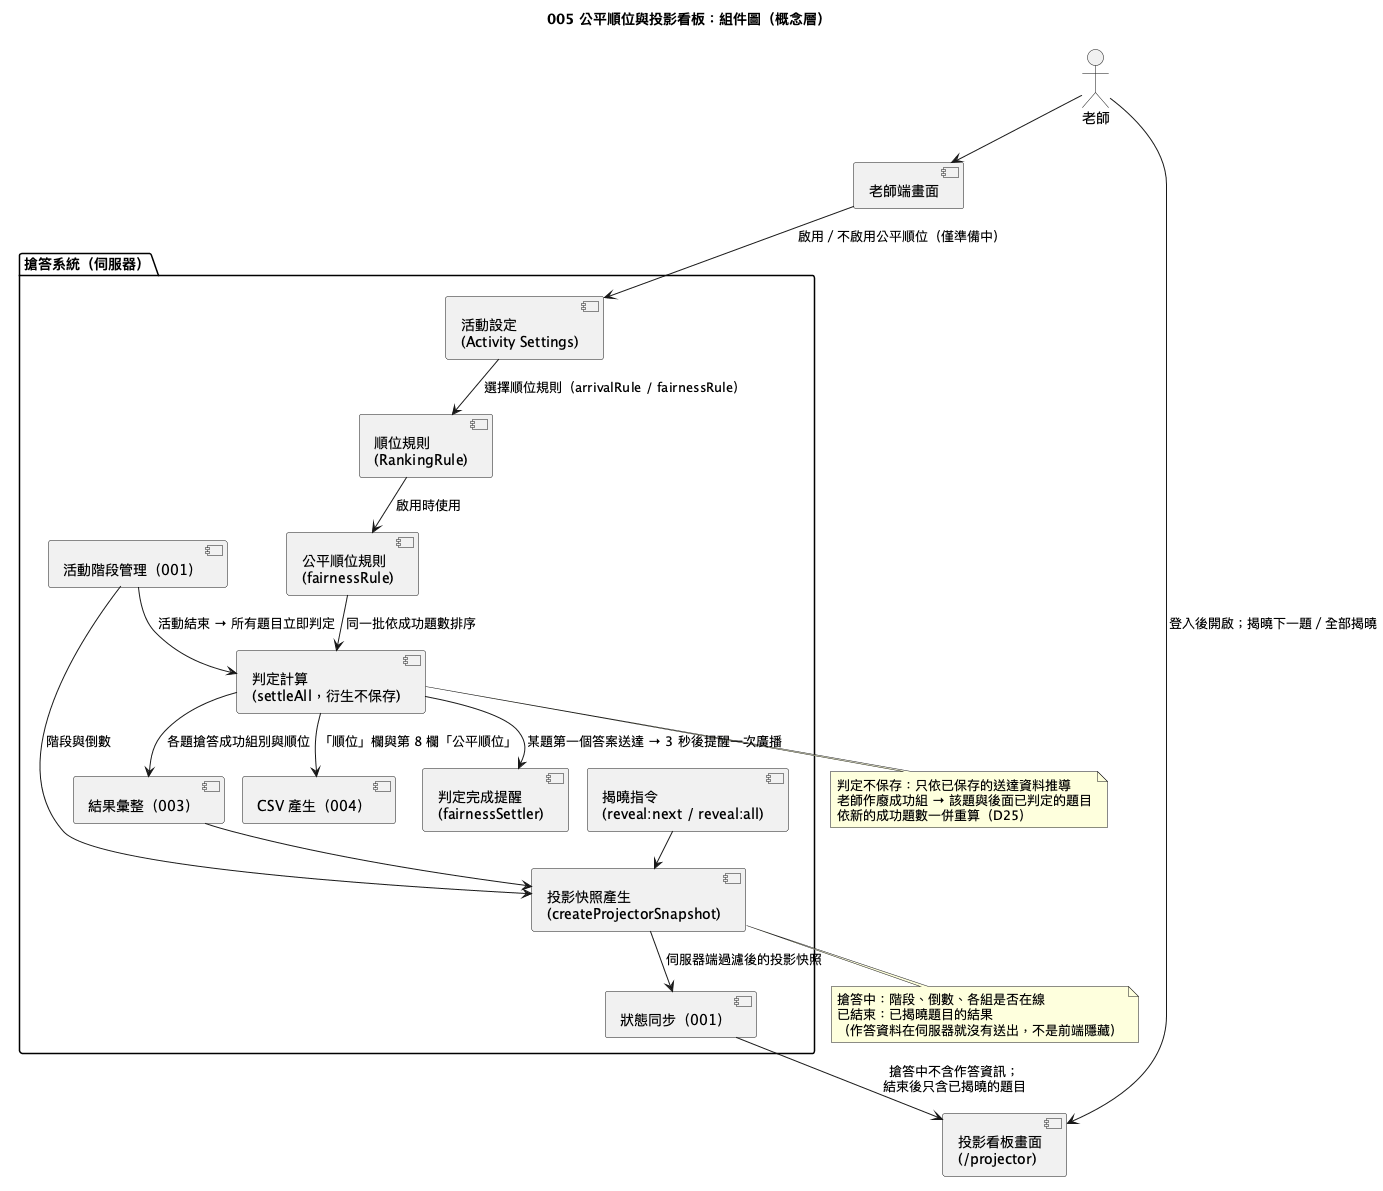 005 公平順位與投影看板：組件圖（概念層）
老師
老師端畫面
啟用 / 不啟用公平順位（僅準備中）
搶答系統（伺服器）
活動設定
(Activity Settings)
選擇順位規則（arrivalRule / fairnessRule）
順位規則
(RankingRule)
啟用時使用
活動階段管理（001）
公平順位規則
(fairnessRule)
活動結束 → 所有題目立即判定
同一批依成功題數排序
登入後開啟；揭曉下一題 / 全部揭曉
判定計算
(settleAll，衍生不保存)
階段與倒數
各題搶答成功組別與順位
「順位」欄與第 8 欄「公平順位」
某題第一個答案送達 → 3 秒後提醒一次廣播
結果彙整（003）
CSV 產生（004）
判定完成提醒
(fairnessSettler)
揭曉指令
(reveal:next / reveal:all)
判定不保存：只依已保存的送達資料推導
老師作廢成功組 → 該題與後面已判定的題目
依新的成功題數一併重算（D25）
投影快照產生
(createProjectorSnapshot)
伺服器端過濾後的投影快照
狀態同步（001）
搶答中：階段、倒數、各組是否在線
已結束：已揭曉題目的結果
（作答資料在伺服器就沒有送出，不是前端隱藏）
搶答中不含作答資訊；
結束後只含已揭曉的題目
投影看板畫面
(/projector)